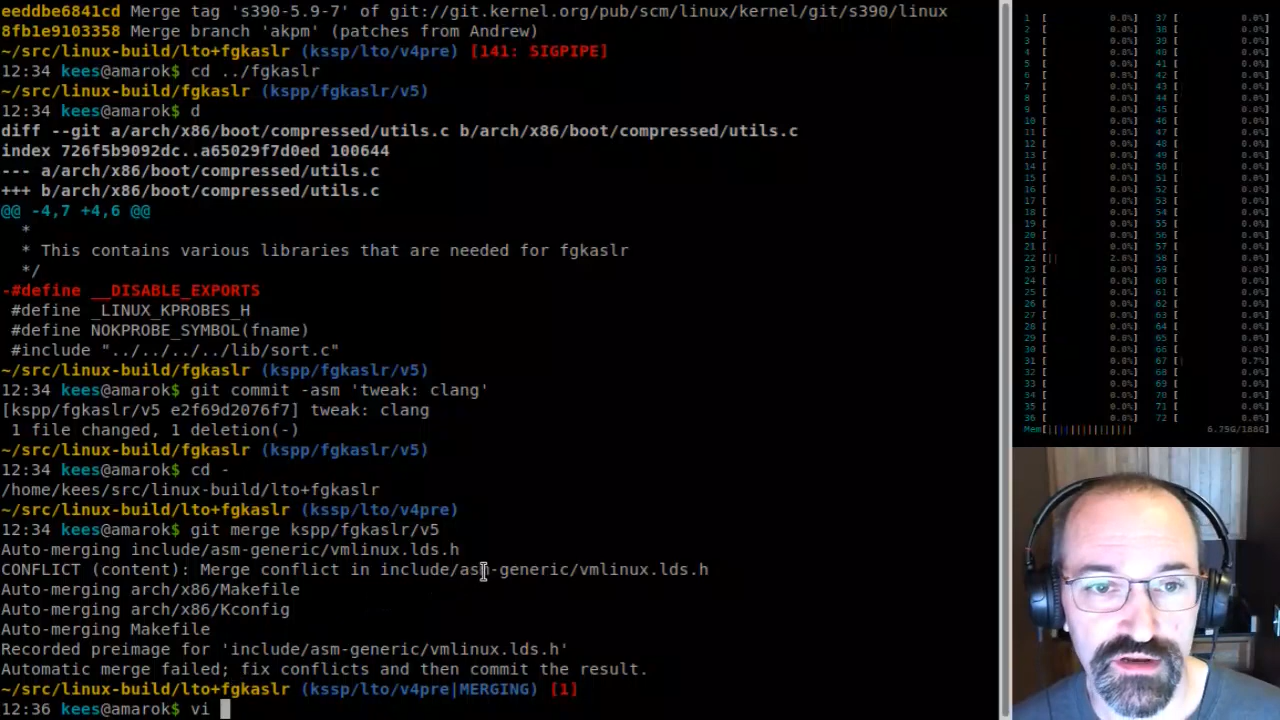 eeddbe6841cd Merge tag 's390-5.9-7' of git://git.kernel.org/pub/scm/linux/kernel/git/s390/linux
8fb1e9103358 Merge branch 'akpm' (patches from Andrew)
~/src/linux-build/lto+fgkaslr (kspp/lto/v4pre) [141: SIGPIPE]
12:34 kees@amarok$ cd ../fgkaslr
~/src/linux-build/fgkaslr (kspp/fgkaslr/v5)
12:34 kees@amarok$ d
diff --git a/arch/x86/boot/compressed/utils.c b/arch/x86/boot/compressed/utils.c
index 726f5b9092dc..a65029f7d0ed 100644
--- a/arch/x86/boot/compressed/utils.c
+++ b/arch/x86/boot/compressed/utils.c
@@ -4,7 +4,6 @@
  *
  * This contains various libraries that are needed for fgkaslr
  */
-#define __DISABLE_EXPORTS
 #define _LINUX_KPROBES_H
 #define NOKPROBE_SYMBOL(fname)
 #include "../../../../lib/sort.c"
~/src/linux-build/fgkaslr (kspp/fgkaslr/v5)
12:34 kees@amarok$ git commit -asm 'tweak: clang'
[kspp/fgkaslr/v5 e2f69d2076f7] tweak: clang
 1 file changed, 1 deletion(-)
~/src/linux-build/fgkaslr (kspp/fgkaslr/v5)
12:34 kees@amarok$ cd -
/home/kees/src/linux-build/lto+fgkaslr
~/src/linux-build/lto+fgkaslr (kspp/lto/v4pre)
12:34 kees@amarok$ git merge kspp/fgkaslr/v5
Auto-merging include/asm-generic/vmlinux.lds.h
CONFLICT (content): Merge conflict in include/asm-generic/vmlinux.lds.h
Auto-merging arch/x86/Makefile
Auto-merging arch/x86/Kconfig
Auto-merging Makefile
Recorded preimage for 'include/asm-generic/vmlinux.lds.h'
Automatic merge failed; fix conflicts and then commit the result.
~/src/linux-build/lto+fgkaslr (kspp/lto/v4pre|MERGING) [1]
12:36 kees@amarok$ vi